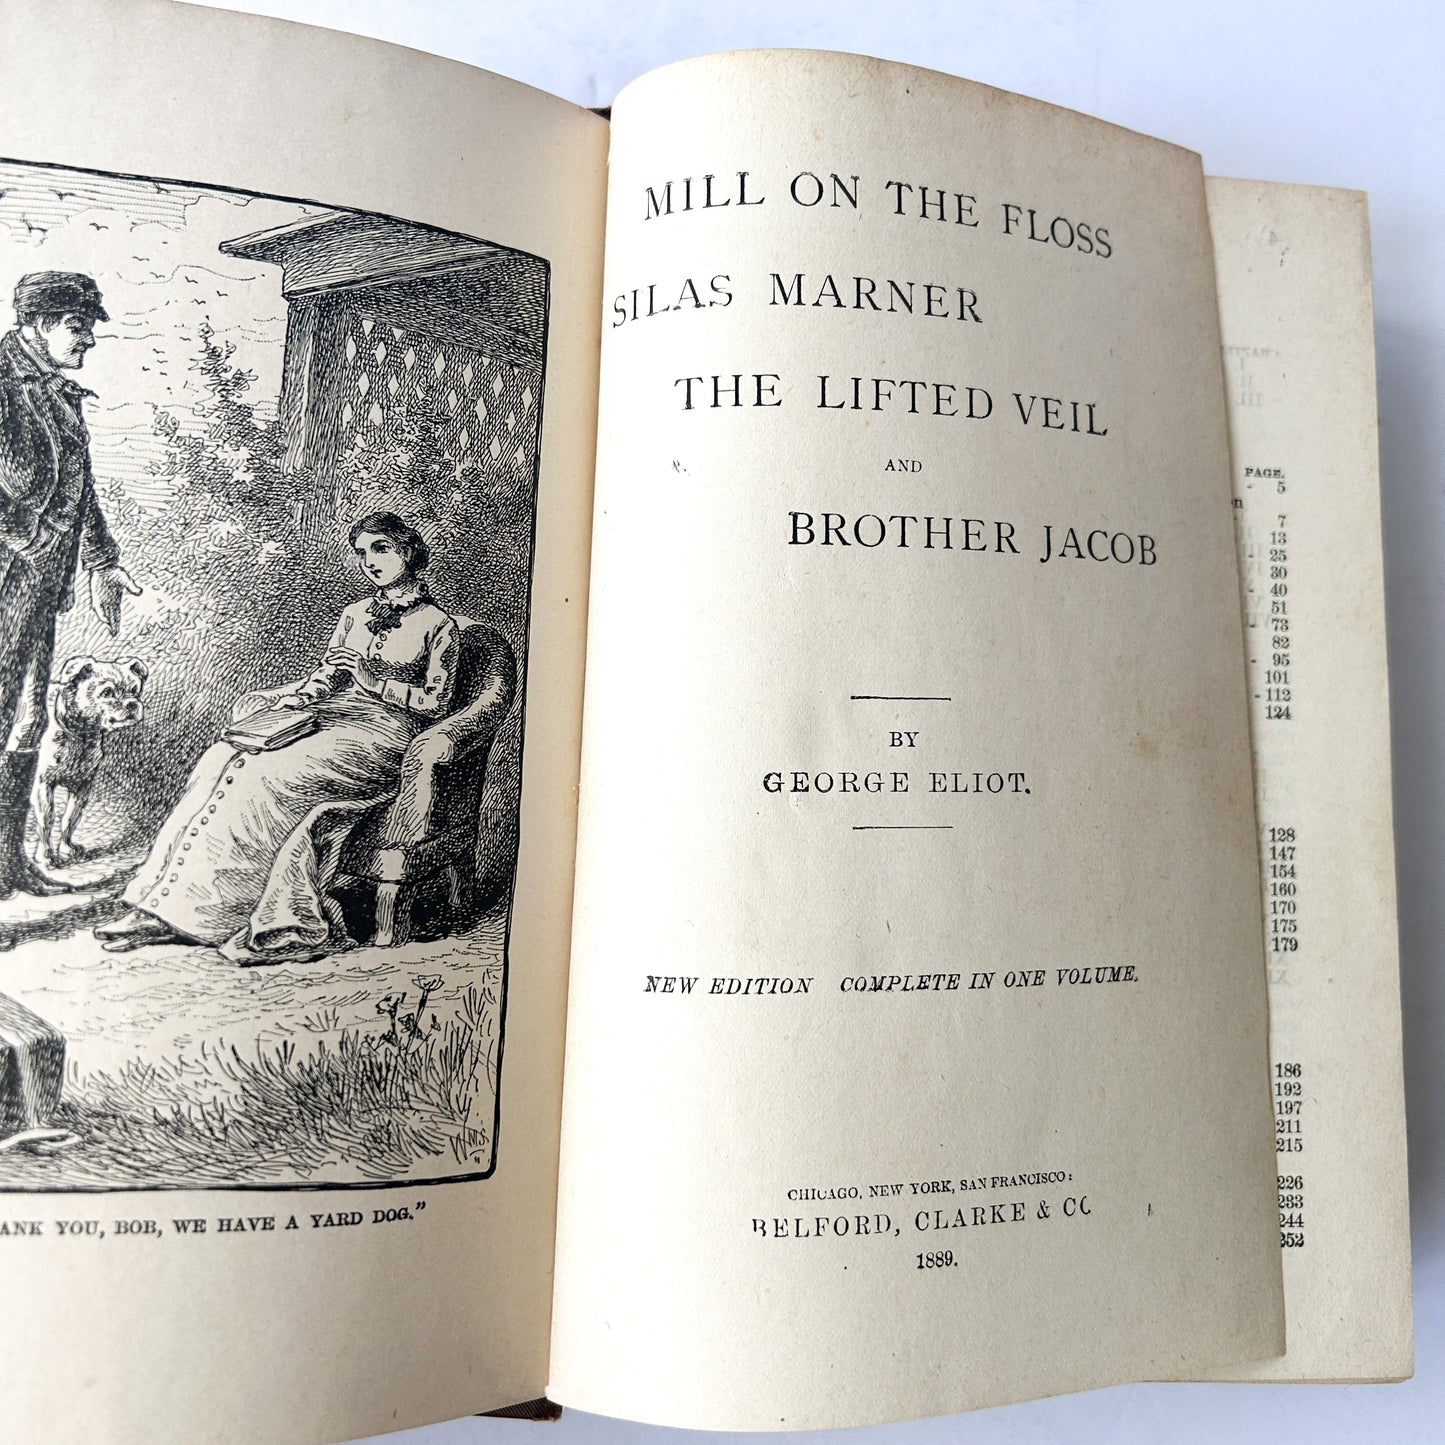 ANK YOU, BOB, WE HAVE A YARD DOG."
MILL ON THE FLOSS
SILAS MARNER
THE LIFTED VEIL
AND
BROTHER JACOB
BY
GEORGE ELIOT.
NEW EDITION COMPLETE IN ONE VOLUME.
CHICAGO, NEW YORK, SAN FRANCISCO:
BELFORD, CLARKE & CO
1889.
PAGE.
- 5
7
13
- 25
30
- 40
51
- 73
82
- 95
101
- 112
124
128
147
154
160
170
175
179
186
192
197
211
215
226
233
244
252